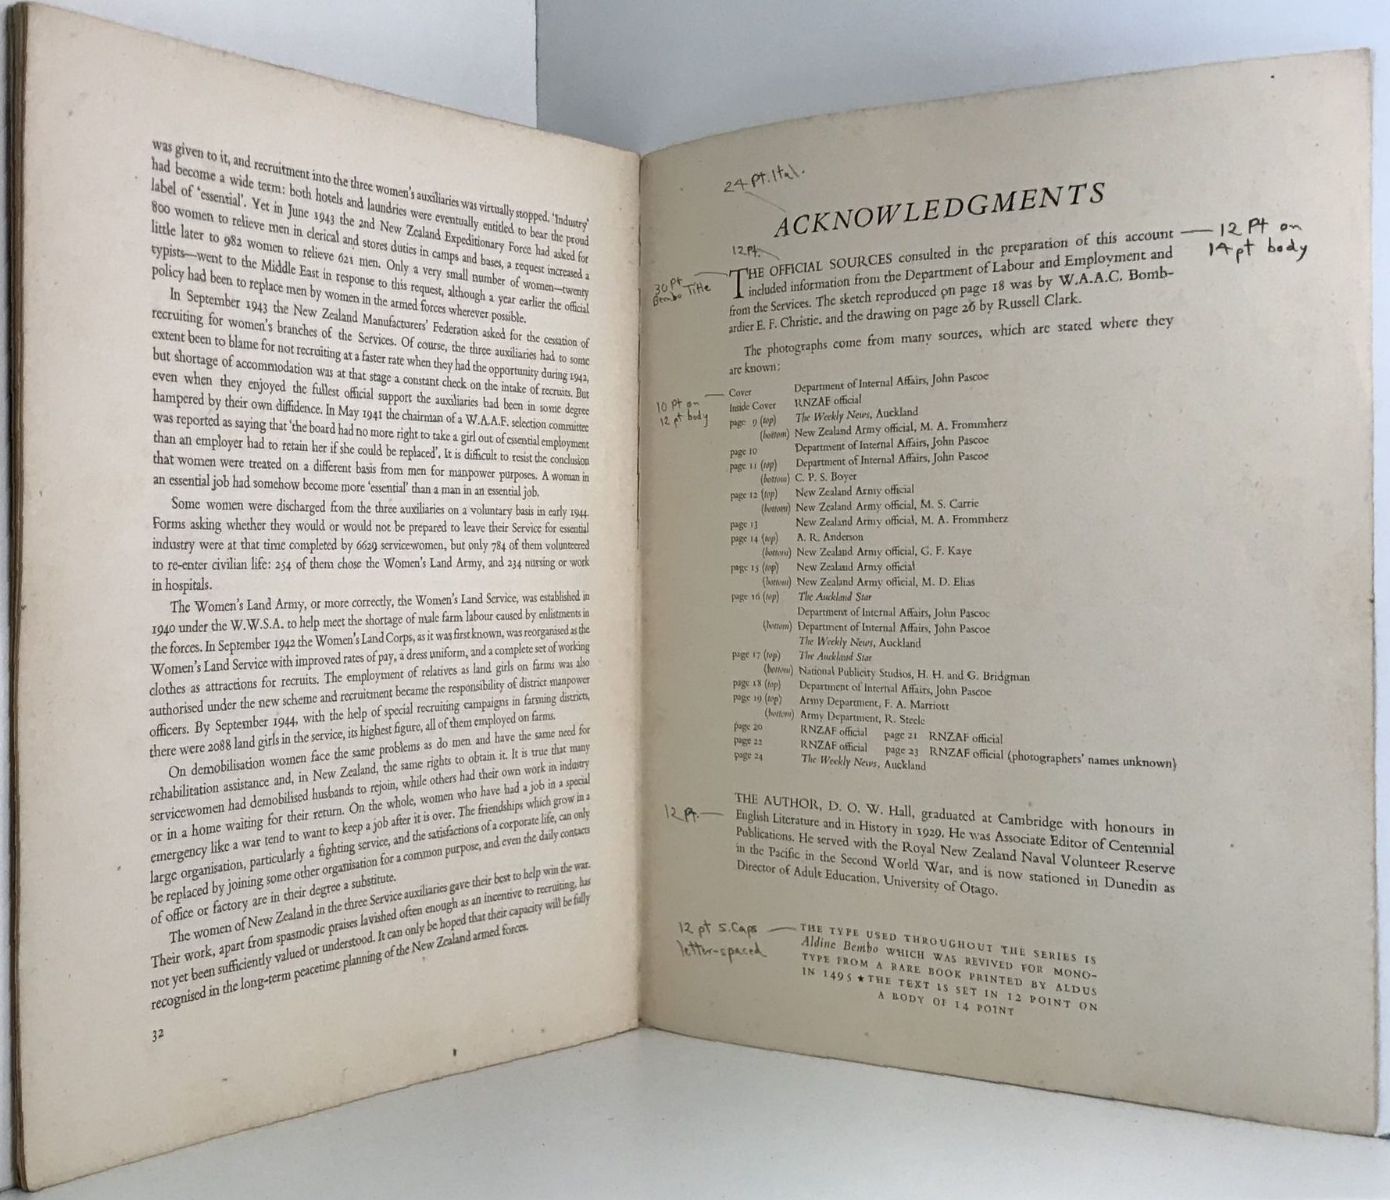 was given to it, and recruitment into the three women's auxiliaries was virtually stopped. 'Industry'
had become a wide term: both hotels and laundries were eventually entitled to bear the proud
label of 'essential'. Yet in June 1943 the 2nd New Zealand Expeditionary Force had asked for
800 women to relieve men in clerical and stores duties in camps and bases, a request increased a
little later to 982 women to relieve 621 men. Only a very small number of women—twenty
typists—went to the Middle East in response to this request, although a year earlier the official
policy had been to replace men by women in the armed forces wherever possible.
In September 1943 the New Zealand Manufacturers' Federation asked for the cessation of
recruiting for women's branches of the Services. Of course, the three auxiliaries had to some
extent been to blame for not recruiting at a faster rate when they had the opportunity during 1942,
but shortage of accommodation was at that stage a constant check on the intake of recruits. But
even when they enjoyed the fullest official support the auxiliaries had been in some degree
hampered by their own diffidence. In May 1941 the chairman of a W.A.A.F. selection committee
was reported as saying that 'the board had no more right to take a girl out of essential employment
than an employer had to retain her if she could be replaced'. It is difficult to resist the conclusion
that women were treated on a different basis from men for manpower purposes. A woman in
an essential job had somehow become more 'essential' than a man in an essential job.
Some women were discharged from the three auxiliaries on a voluntary basis in early 1944.
Forms asking whether they would or would not be prepared to leave their Service for essential
industry were at that time completed by 6629 servicewomen, but only 784 of them volunteered
to re-enter civilian life: 254 of them chose the Women's Land Army, and 234 nursing or work
in hospitals.
The Women's Land Army, or more correctly, the Women's Land Service, was established in
1940 under the W.W.S.A. to help meet the shortage of male farm labour caused by enlistments in
the forces. In September 1942 the Women's Land Corps, as it was first known, was reorganised as the
Women's Land Service with improved rates of pay, a dress uniform, and a complete set of working
clothes as attractions for recruits. The employment of relatives as land girls on farms was also
authorised under the new scheme and recruitment became the responsibility of district manpower
officers. By September 1944, with the help of special recruiting campaigns in farming districts,
there were 2088 land girls in the service, its highest figure, all of them employed on farms.
On demobilisation women face the same problems as do men and have the same need for
rehabilitation assistance and, in New Zealand, the same rights to obtain it. It is true that many
servicewomen had demobilised husbands to rejoin, while others had their own work in industry
or in a home waiting for their return. On the whole, women who have had a job in a special
emergency like a war tend to want to keep a job after it is over. The friendships which grow in a
large organisation, particularly a fighting service, and the satisfactions of a corporate life, can only
be replaced by joining some other organisation for a common purpose, and even the daily contacts
of office or factory are in their degree a substitute.
The women of New Zealand in the three Service auxiliaries gave their best to help win the war.
Their work, apart from spasmodic praises lavished often enough as an incentive to recruiting, has
not yet been sufficiently valued or understood. It can only be hoped that their capacity will be fully
recognised in the long-term peacetime planning of the New Zealand armed forces.
32
24 Pt. Ital.
ACKNOWLEDGMENTS
12 Pt.
30 pt
Bembo Title
12 Pt on
14 pt body
THE OFFICIAL SOURCES consulted in the preparation of this account
included information from the Department of Labour and Employment and
from the Services. The sketch reproduced on page 18 was by W.A.A.C. Bomb-
ardier E. F. Christie, and the drawing on page 26 by Russell Clark.
The photographs come from many sources, which are stated where they
are known:
10 Pt on
12 pt body
Cover Department of Internal Affairs, John Pascoe
Inside Cover RNZAF official
page 9 (top) The Weekly News, Auckland
(bottom) New Zealand Army official, M. A. Frommherz
page 10 Department of Internal Affairs, John Pascoe
page 11 (top) Department of Internal Affairs, John Pascoe
(bottom) C. P. S. Boyer
page 12 (top) New Zealand Army official
(bottom) New Zealand Army official, M. S. Carrie
page 13 New Zealand Army official, M. A. Frommherz
page 14 (top) A. R. Anderson
(bottom) New Zealand Army official, G. F. Kaye
page 15 (top) New Zealand Army official
(bottom) New Zealand Army official, M. D. Elias
page 16 (top) The Auckland Star
Department of Internal Affairs, John Pascoe
(bottom) Department of Internal Affairs, John Pascoe
The Weekly News, Auckland
page 17 (top) The Auckland Star
(bottom) National Publicity Studios, H. H. and G. Bridgman
page 18 (top) Department of Internal Affairs, John Pascoe
page 19 (top) Army Department, F. A. Marriott
(bottom) Army Department, R. Steele
page 20 RNZAF official page 21 RNZAF official
page 22 RNZAF official page 23 RNZAF official (photographers' names unknown)
page 24 The Weekly News, Auckland
12 Pt.
THE AUTHOR, D. O. W. Hall, graduated at Cambridge with honours in
English Literature and in History in 1929. He was Associate Editor of Centennial
Publications. He served with the Royal New Zealand Naval Volunteer Reserve
in the Pacific in the Second World War, and is now stationed in Dunedin as
Director of Adult Education, University of Otago.
12 pt S. Caps
letter-spaced
THE TYPE USED THROUGHOUT THE SERIES IS
Aldine Bembo WHICH WAS REVIVED FOR MONO-
TYPE FROM A RARE BOOK PRINTED BY ALDUS
IN 1495 ★ THE TEXT IS SET IN 12 POINT ON
A BODY OF 14 POINT